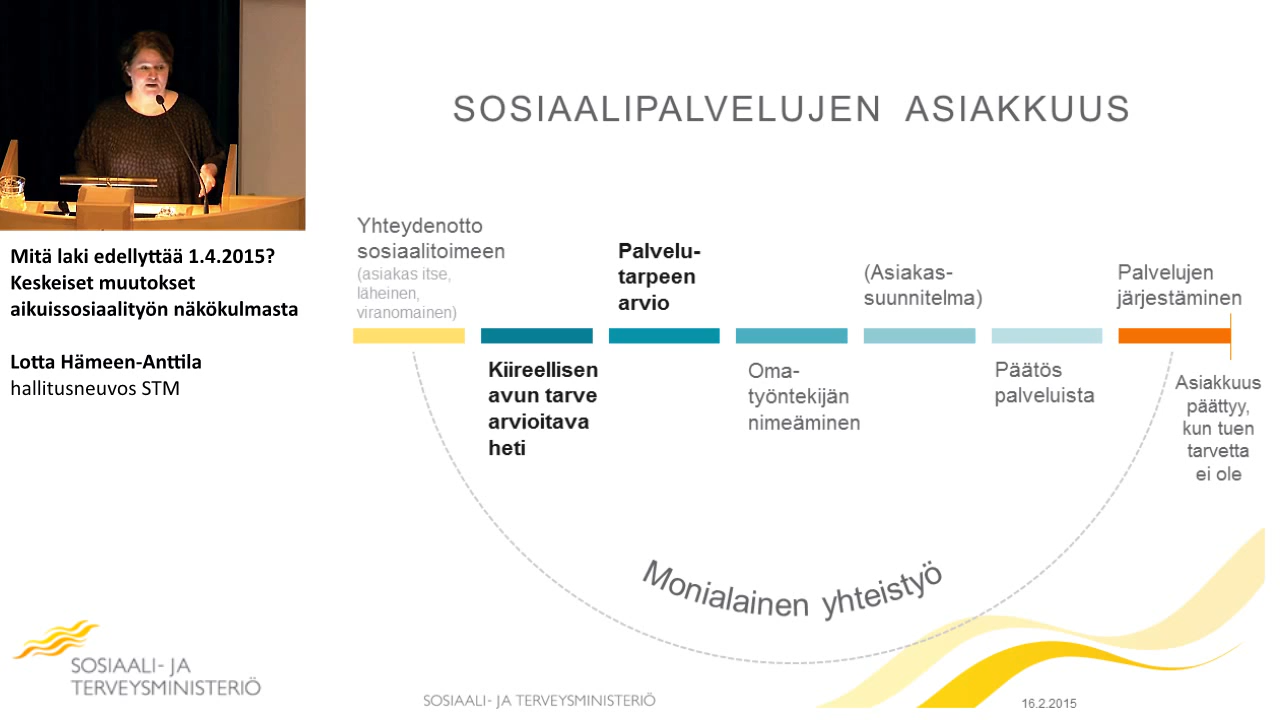 SOSIAALIPALVELUJEN ASIAKKUUS
Mitä laki edellyttää 1.4.2015?
Keskeiset muutokset
aikuissosiaalityön näkökulmasta
Lotta Hämeen-Anttila
hallitusneuvos STM
Yhteydenotto
sosiaalitoimeen
(asiakas itse,
läheinen,
viranomainen)
Kiireellisen
avun tarve
arvioitava
heti
Palvelu-
tarpeen
arvio
Oma-
työntekijän
nimeäminen
(Asiakas-
suunnitelma)
Päätös
palveluista
Palvelujen
järjestäminen
Asiakkuus
päättyy,
kun tuen
tarvetta
ei ole
Monialainen yhteistyö
SOSIAALI- JA
TERVEYSMINISTERIÖ
SOSIAALI- JA TERVEYSMINISTERIÖ
16.2.2015